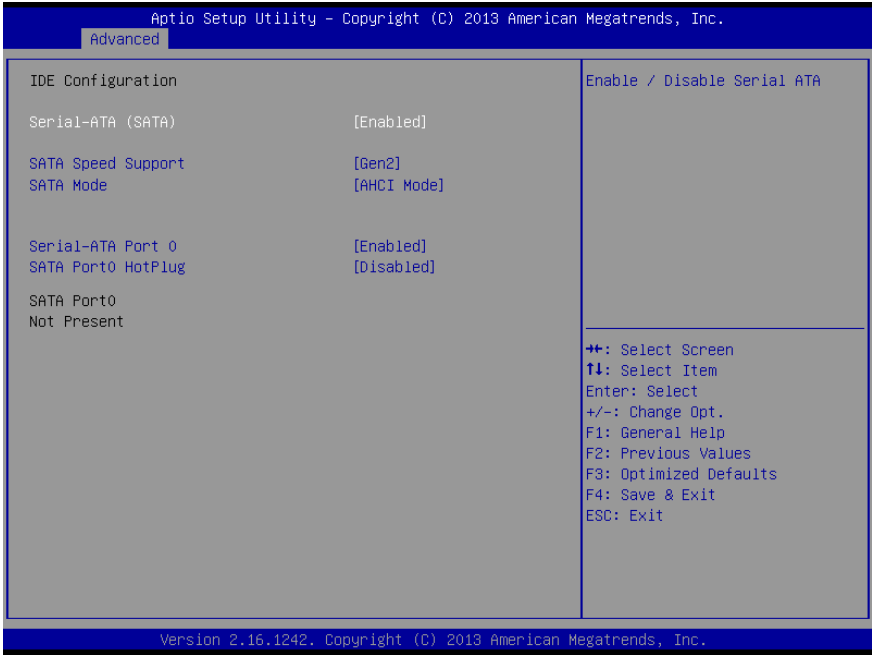 Aptio Setup Utility – Copyright (C) 2013 American Megatrends, Inc.
Advanced
IDE Configuration
Serial-ATA (SATA) [Enabled]
SATA Speed Support [Gen2]
SATA Mode [AHCI Mode]
Serial-ATA Port 0 [Enabled]
SATA Port0 HotPlug [Disabled]
SATA Port0
Not Present
Enable / Disable Serial ATA
→←: Select Screen
↑↓: Select Item
Enter: Select
+/-: Change Opt.
F1: General Help
F2: Previous Values
F3: Optimized Defaults
F4: Save & Exit
ESC: Exit
Version 2.16.1242. Copyright (C) 2013 American Megatrends, Inc.